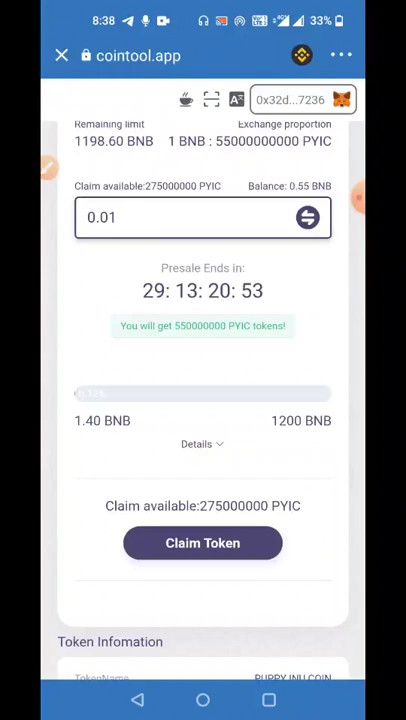 8:38 33%
cointool.app
0x32d...7236
Remaining limit Exchange proportion
1198.60 BNB 1 BNB : 55000000000 PYIC
Claim available:275000000 PYIC Balance: 0.55 BNB
0.01
Presale Ends in:
29: 13: 20: 53
You will get 550000000 PYIC tokens!
1.40 BNB 1200 BNB
Details
Claim available:275000000 PYIC
Claim Token
Token Infomation
TokenName PUPPY INU COIN